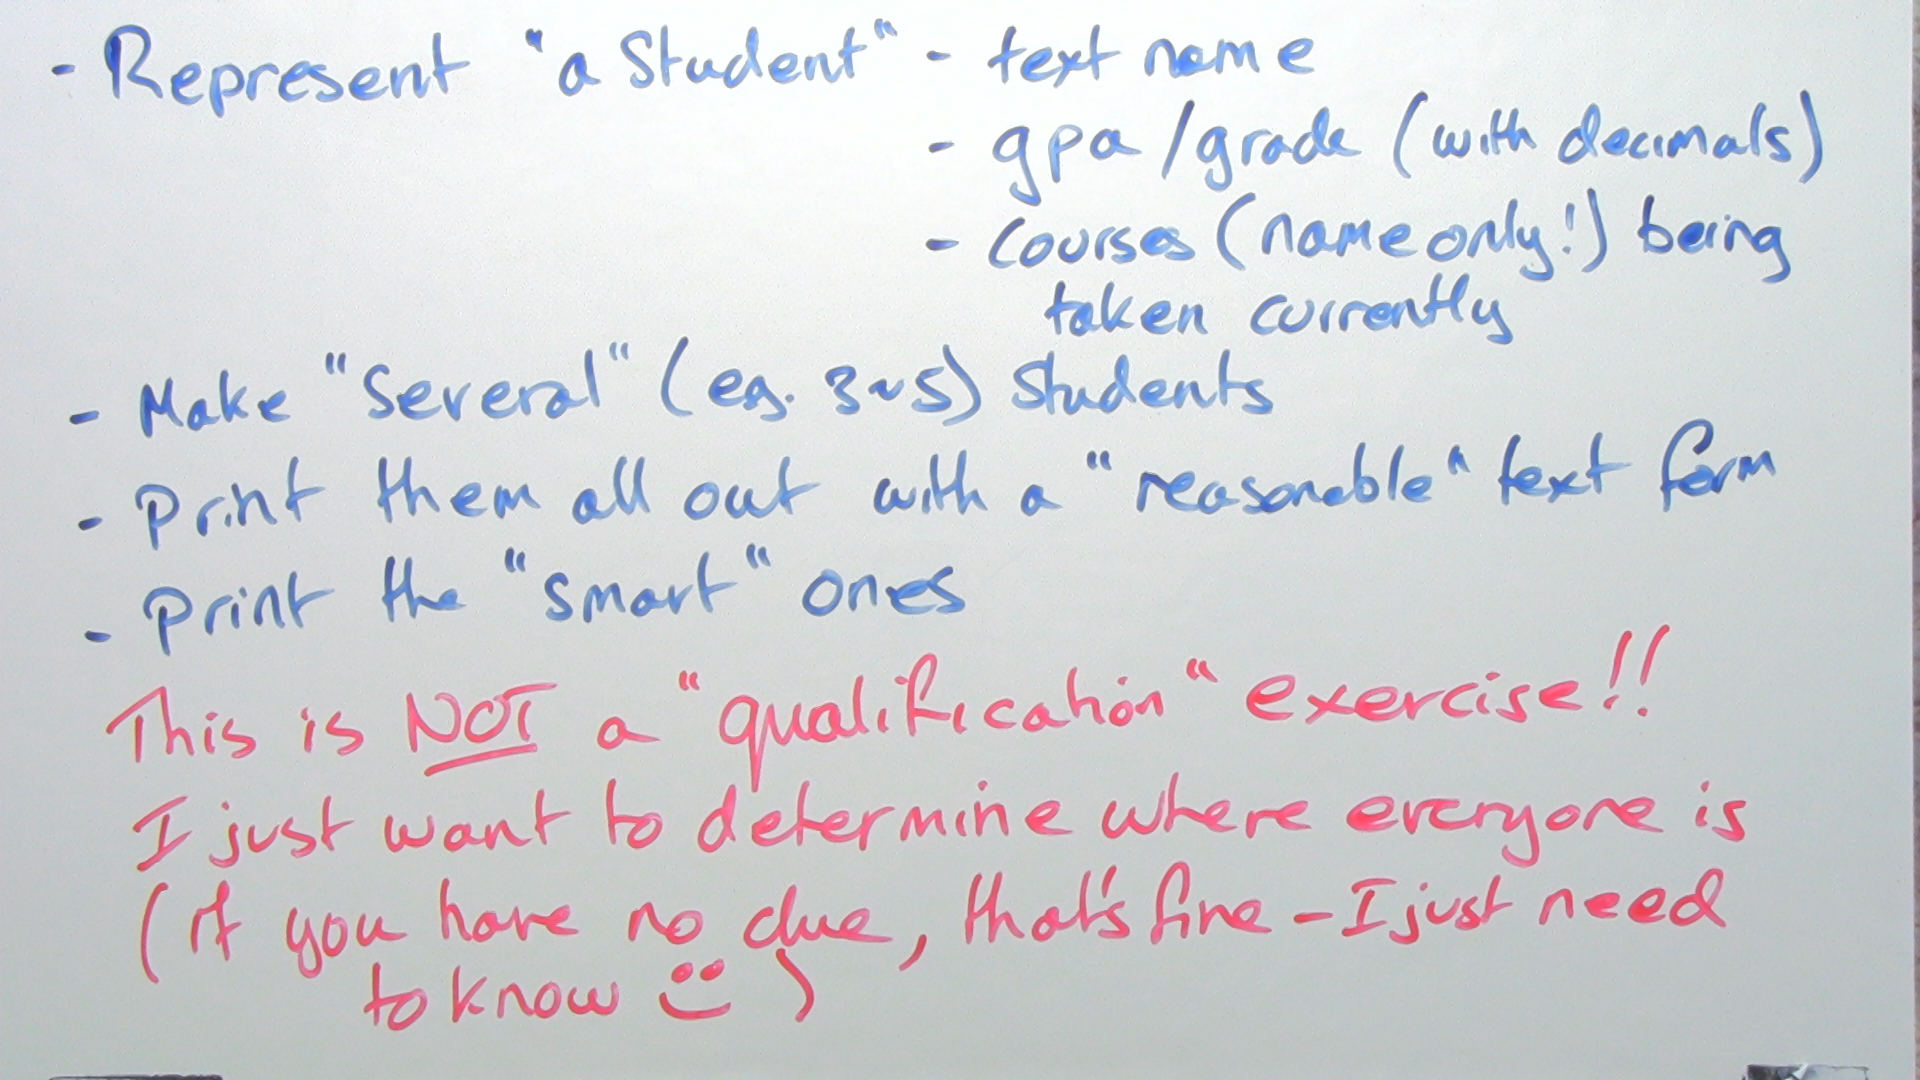 - Represent "a Student" - text name
- gpa /grade (with decimals)
- courses (name only!) being
taken currently
- Make "Several" (eg. 3~5) Students
- Print them all out with a "reasonable" text form
- Print the "smart" ones
This is NOT a "qualification" exercise!!
I just want to determine where everyone is
(if you have no clue, that's fine - I just need
to know :)